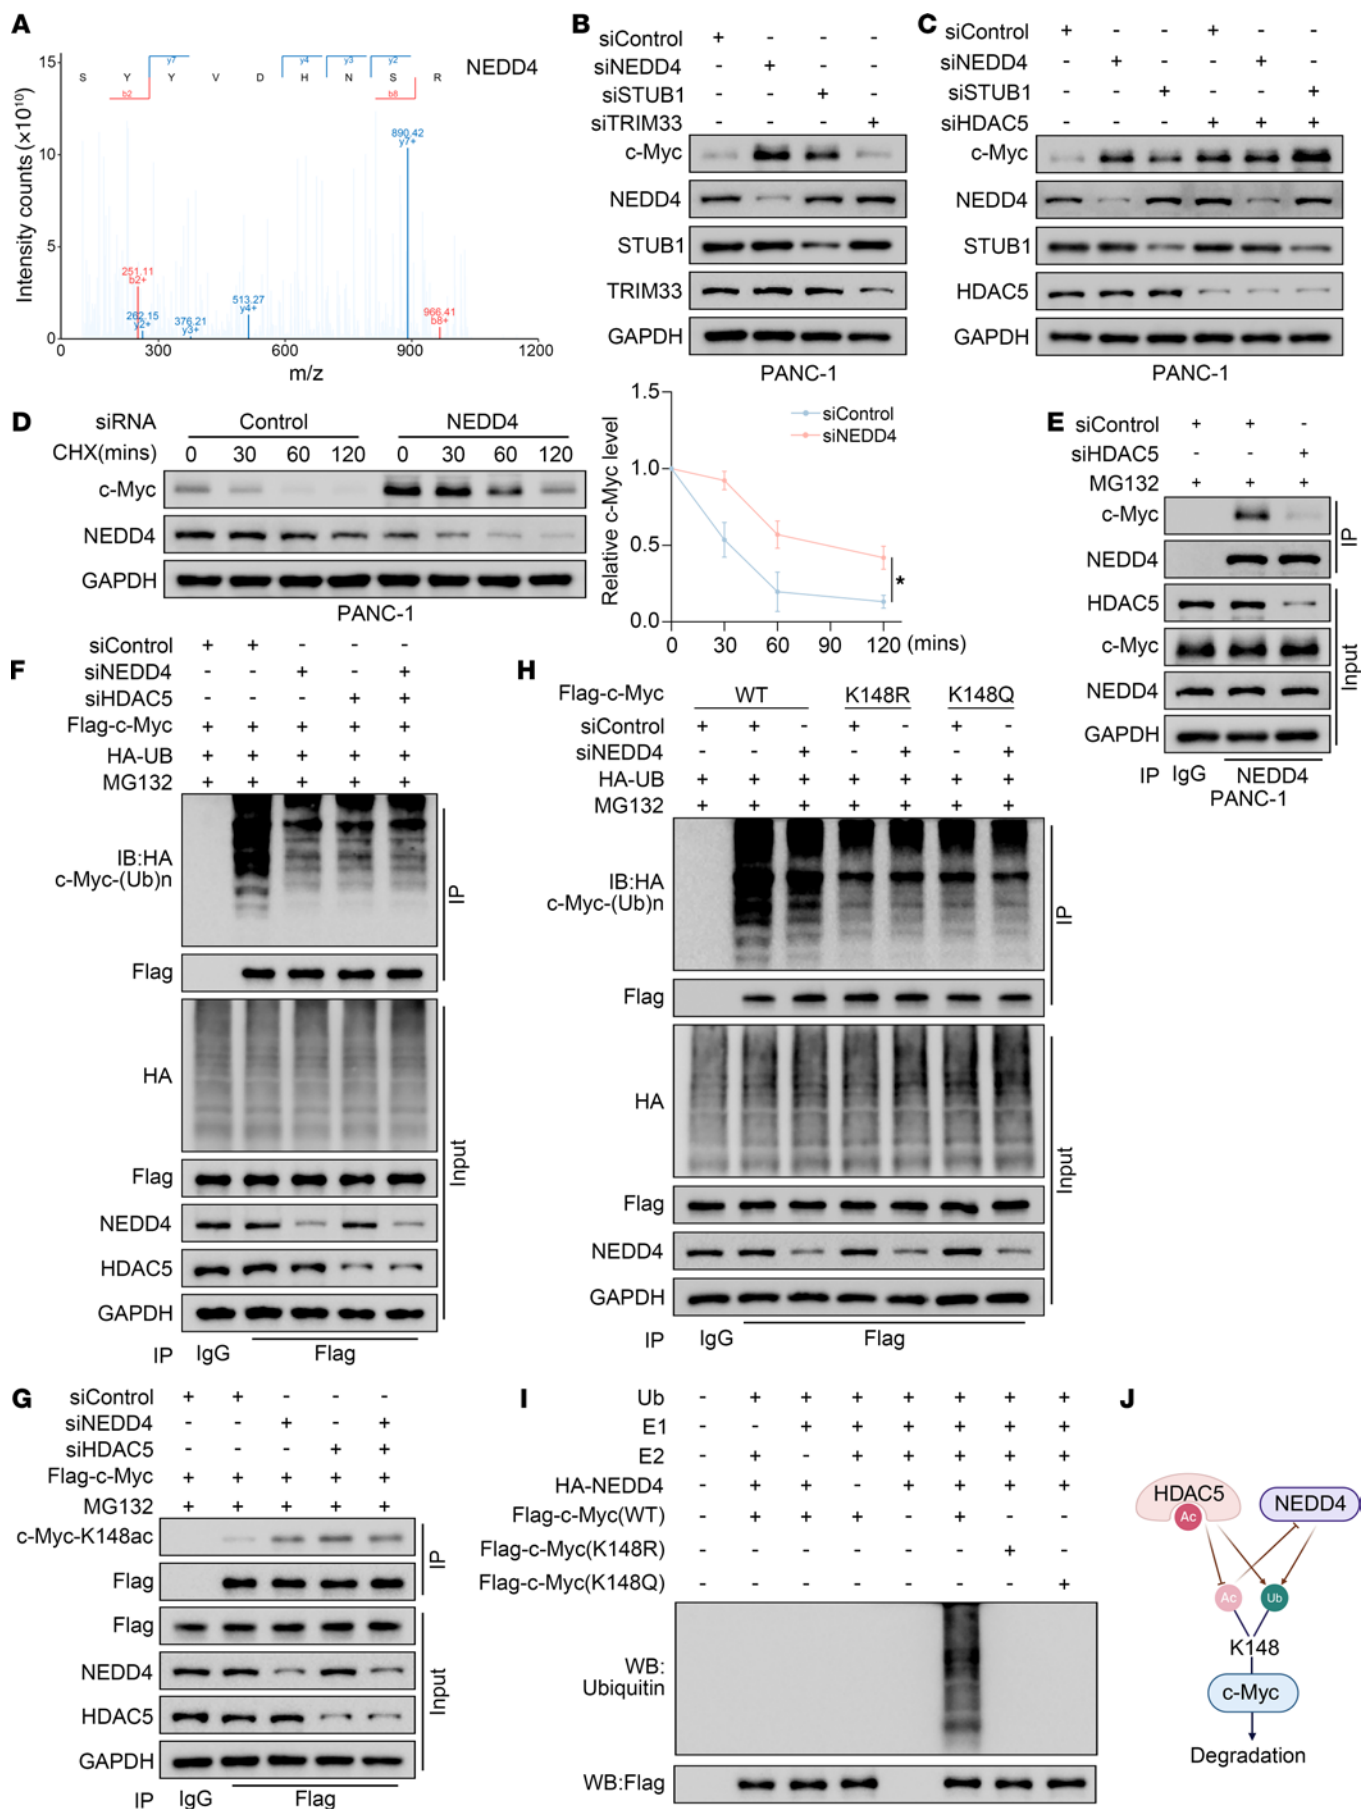 A
NEDD4
Intensity counts (×10¹⁰)
15
10
5
0
y7 y4 y3 y2
S Y Y V D H N S R
b2 b8
890.42
y7+
251.11
b2+
262.15
y2+
376.21
y3+
513.27
y4+
966.41
b8+
0 300 600 900 1200
m/z
B
siControl + - - -
siNEDD4 - + - -
siSTUB1 - - + -
siTRIM33 - - - +
c-Myc
NEDD4
STUB1
TRIM33
GAPDH
PANC-1
C
siControl + - - + - -
siNEDD4 - + - - + -
siSTUB1 - - + - - +
siHDAC5 - - - + + +
c-Myc
NEDD4
STUB1
HDAC5
GAPDH
PANC-1
D
siRNA Control NEDD4
CHX(mins) 0 30 60 120 0 30 60 120
c-Myc
NEDD4
GAPDH
PANC-1
Relative c-Myc level
1.5
1.0
0.5
0.0
siControl
siNEDD4
*
0 30 60 90 120 (mins)
E
siControl + + -
siHDAC5 - - +
MG132 + + +
c-Myc
NEDD4
IP
HDAC5
c-Myc
NEDD4
GAPDH
Input
IP IgG NEDD4
PANC-1
F
siControl + + - - -
siNEDD4 - - + - +
siHDAC5 - - - + +
Flag-c-Myc + + + + +
HA-UB + + + + +
MG132 + + + + +
IB:HA
c-Myc-(Ub)n
Flag
IP
HA
Flag
NEDD4
HDAC5
GAPDH
Input
IP IgG Flag
H
Flag-c-Myc WT K148R K148Q
siControl + + - + - + -
siNEDD4 - - + - + - +
HA-UB + + + + + + +
MG132 + + + + + + +
IB:HA
c-Myc-(Ub)n
Flag
IP
HA
Flag
NEDD4
GAPDH
Input
IP IgG Flag
G
siControl + + - - -
siNEDD4 - - + - +
siHDAC5 - - - + +
Flag-c-Myc + + + + +
MG132 + + + + +
c-Myc-K148ac
Flag
IP
Flag
NEDD4
HDAC5
GAPDH
Input
IP IgG Flag
I
Ub - + + + + + + +
E1 - - + + + + + +
E2 - + - + + + + +
HA-NEDD4 - + + - + + + +
Flag-c-Myc(WT) - + + + - + - -
Flag-c-Myc(K148R) - - - - - - + -
Flag-c-Myc(K148Q) - - - - - - - +
WB:
Ubiquitin
WB:Flag
J
HDAC5
Ac
NEDD4
Ac Ub
K148
c-Myc
Degradation